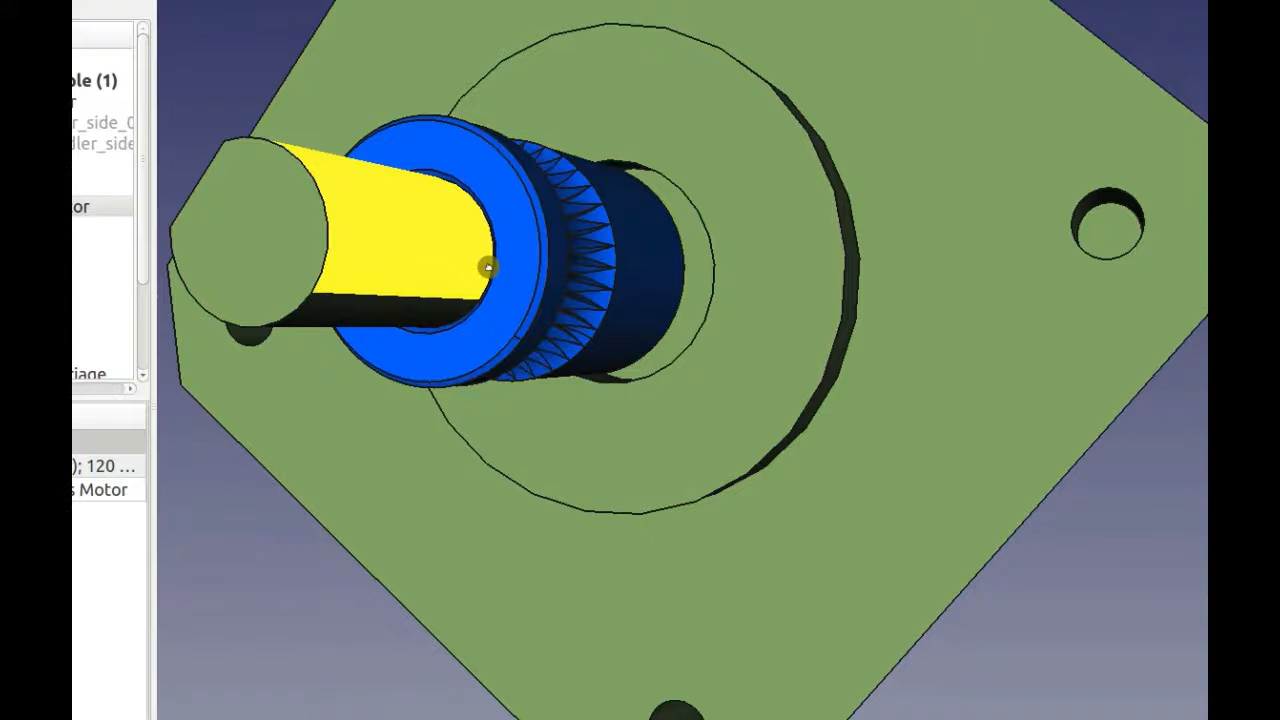 ole (1)
r
r_side_0
dler_side
or
riage
); 120 ...
s Motor